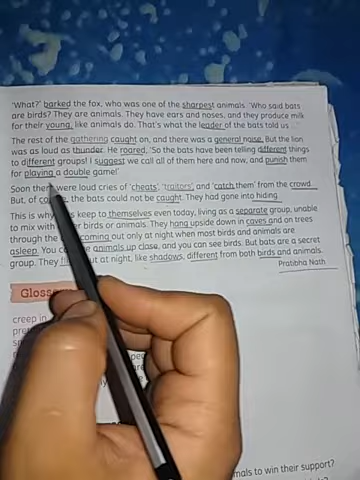 'What?' barked the fox, who was one of the sharpest animals. 'Who said bats
are birds? They are animals. They have ears and noses, and they produce milk
for their young, like animals do. That's what the leader of the bats told us
The rest of the gathering caught on, and there was a general noise. But the lion
was as loud as thunder. He roared, 'So the bats have been telling different things
to different groups! I suggest we call all of them here and now, and punish them
for playing a double game!'
Soon there were loud cries of 'cheats', 'traitors', and 'catch them' from the crowd
But, of the bats could not be caught. They had gone into hiding
This is why keep to themselves even today, living as a separate group, unable
to mix with birds or animals. They hang upside down in caves and on trees
through the coming out only at night when most birds and animals are
asleep. You animals up close, and you can see birds. But bats are a secret
group. They out at night, like shadows, different from both birds and animals.
Pratibha Nath
creep in
mals to win their support?